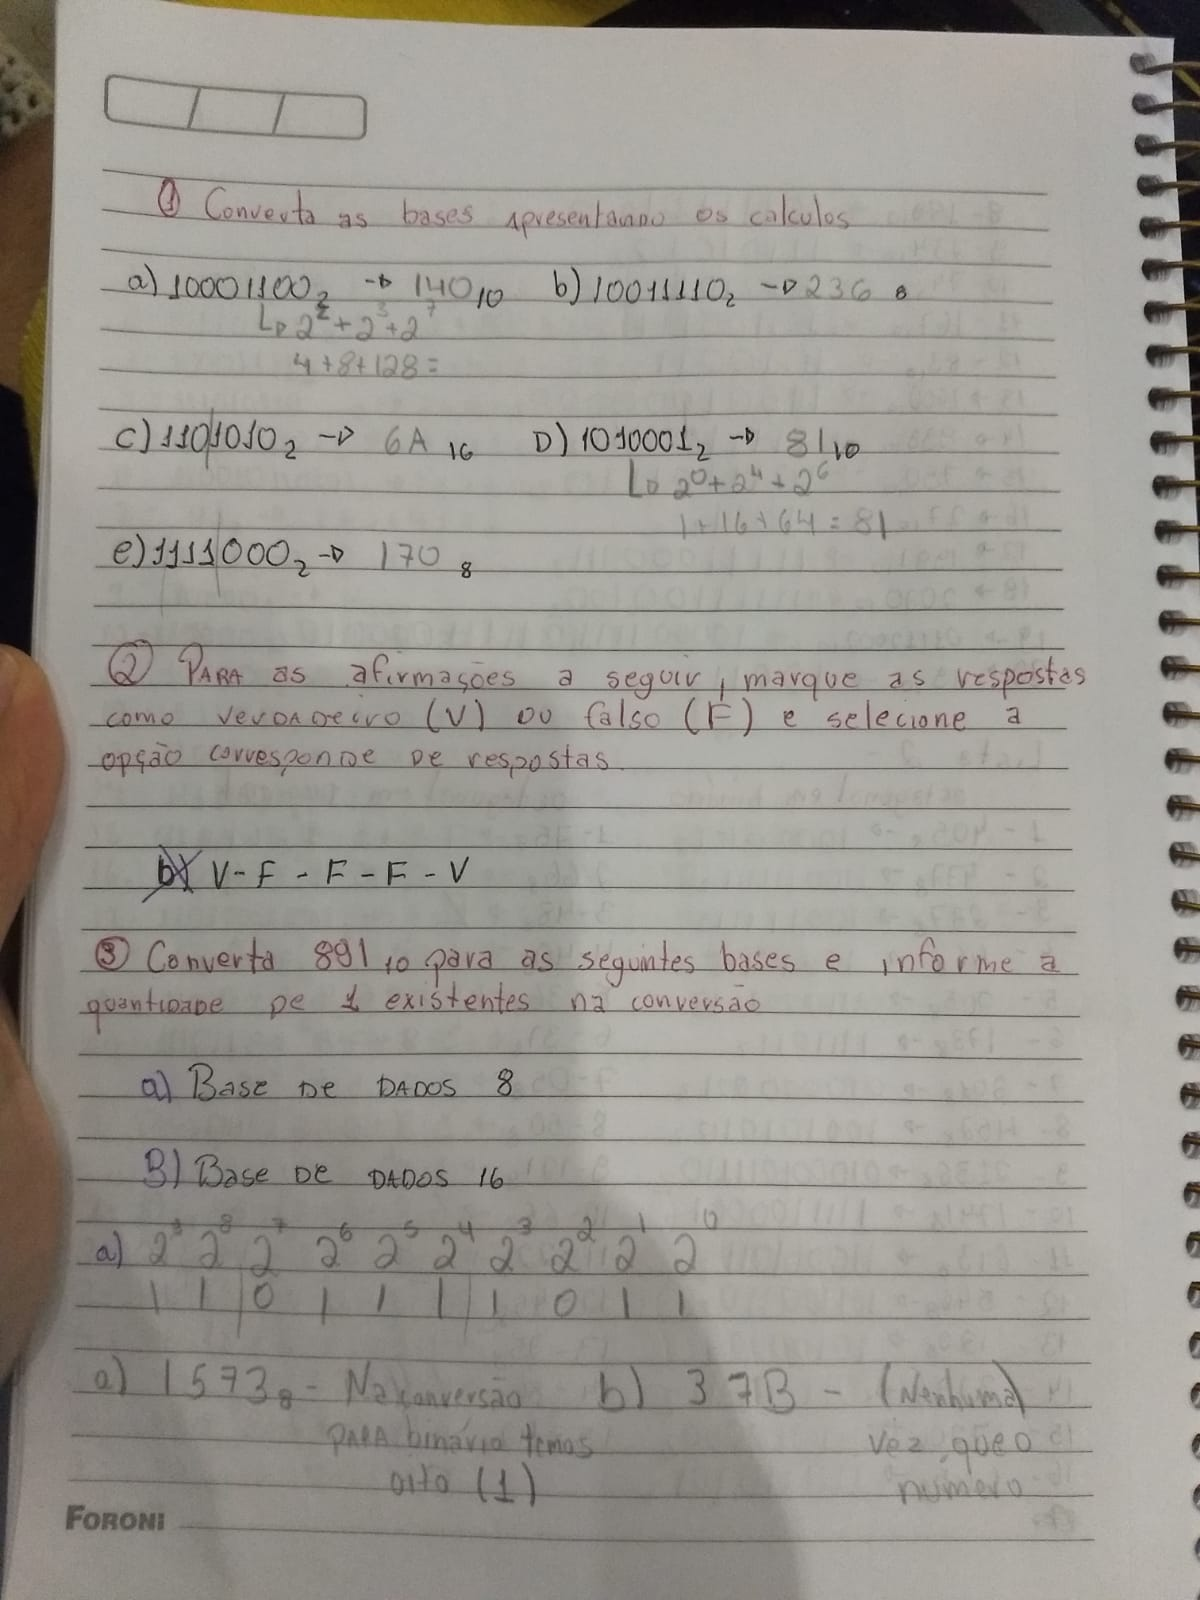 ① Converta as bases apresentando os calculos
a) 10001100₂ → 140₁₀ b) 10011110₂ → 236 ₈
↳ 2² + 2³ + 2⁷
4 + 8 + 128 =
c) 1101010₂ → 6A ₁₆ D) 1010001₂ → 81₁₀
↳ 2⁰ + 2⁴ + 2⁶
1 + 16 + 64 = 81
e) 1111000₂ → 170 ₈
② PARA as afirmações a seguir, marque as respostas
como verdadeiro (V) ou falso (F) e selecione a
opção corresponde de respostas
b) V - F - F - F - V
③ Converta 891₁₀ para as seguintes bases e informe a
quantidade de 1 existentes na conversão
a) Base de DADOS 8
B) Base de DADOS 16
a) 2⁹ 2⁸ 2⁷ 2⁶ 2⁵ 2⁴ 2³ 2² 2¹ 2⁰
1 1 0 1 1 1 1 0 1 1
a) 1573₈ - Na conversão b) 37B - (Nenhuma)
PARA binário temos vez que o
oito (1) numero
FORONI